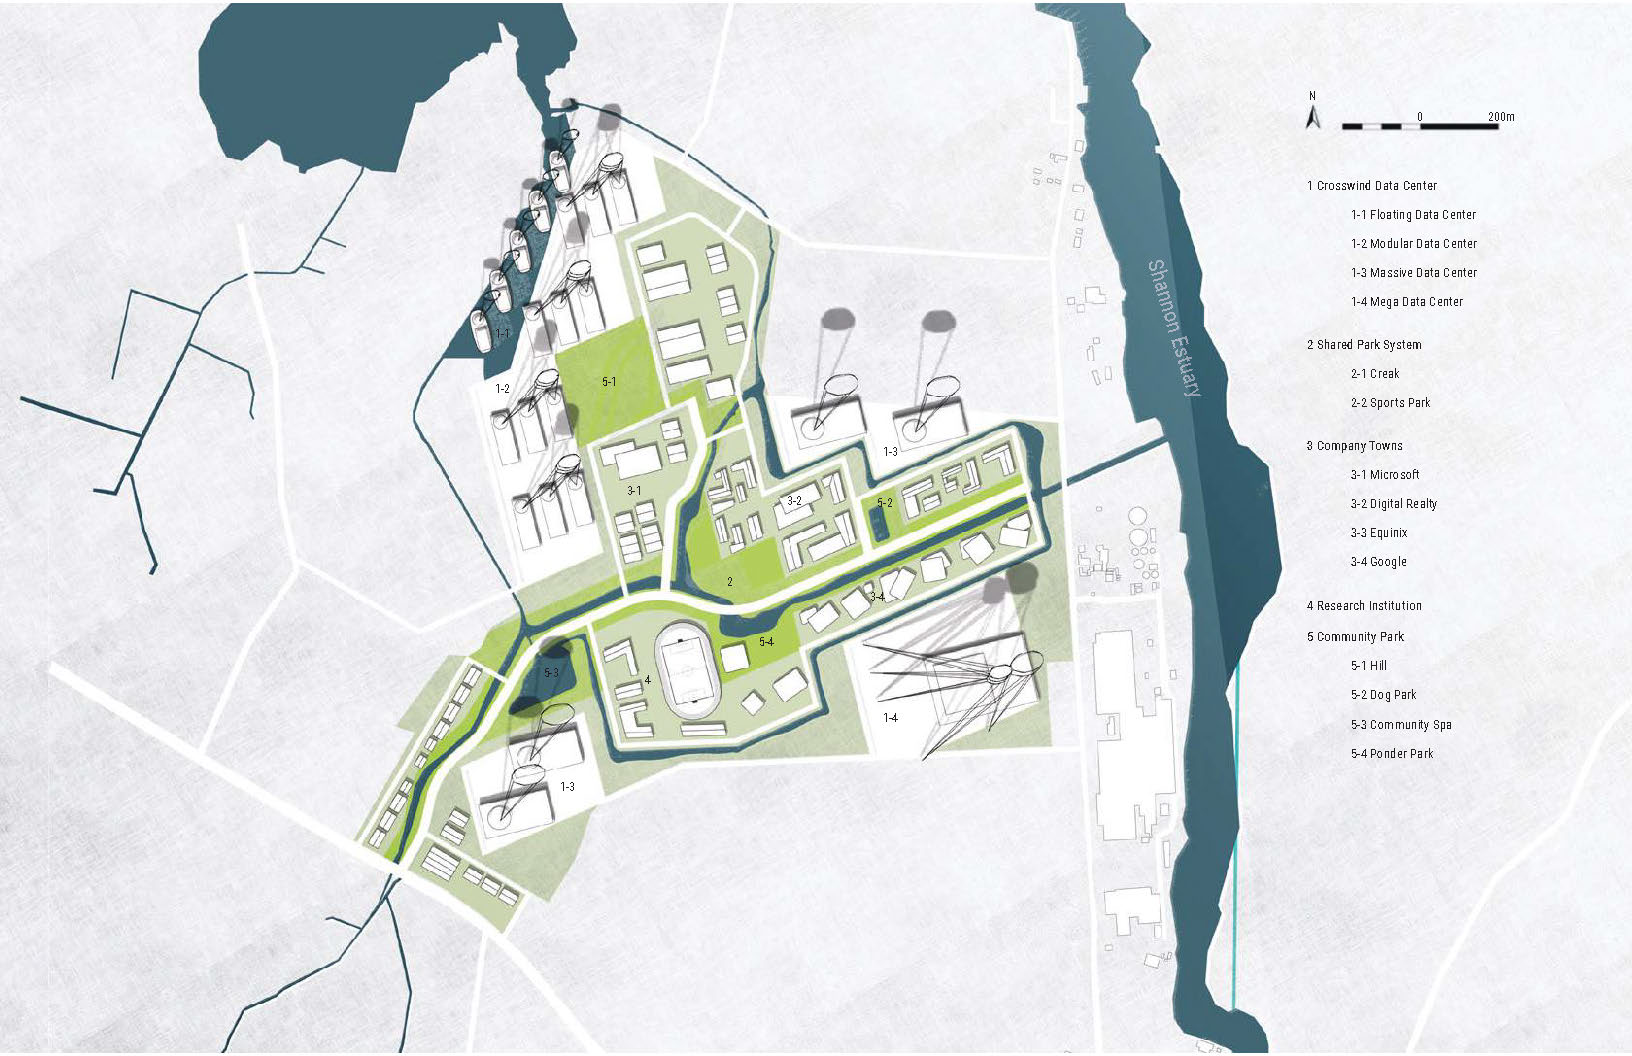 N
0 200m
1 Crosswind Data Center
1-1 Floating Data Center
1-2 Modular Data Center
1-3 Massive Data Center
1-4 Mega Data Center
2 Shared Park System
2-1 Creak
2-2 Sports Park
3 Company Towns
3-1 Microsoft
3-2 Digital Realty
3-3 Equinix
3-4 Google
4 Research Institution
5 Community Park
5-1 Hill
5-2 Dog Park
5-3 Community Spa
5-4 Ponder Park
Shannon Estuary
1-1
1-2
5-1
1-3
3-1
3-2
5-2
2
3-4
5-4
5-3
4
1-4
1-3